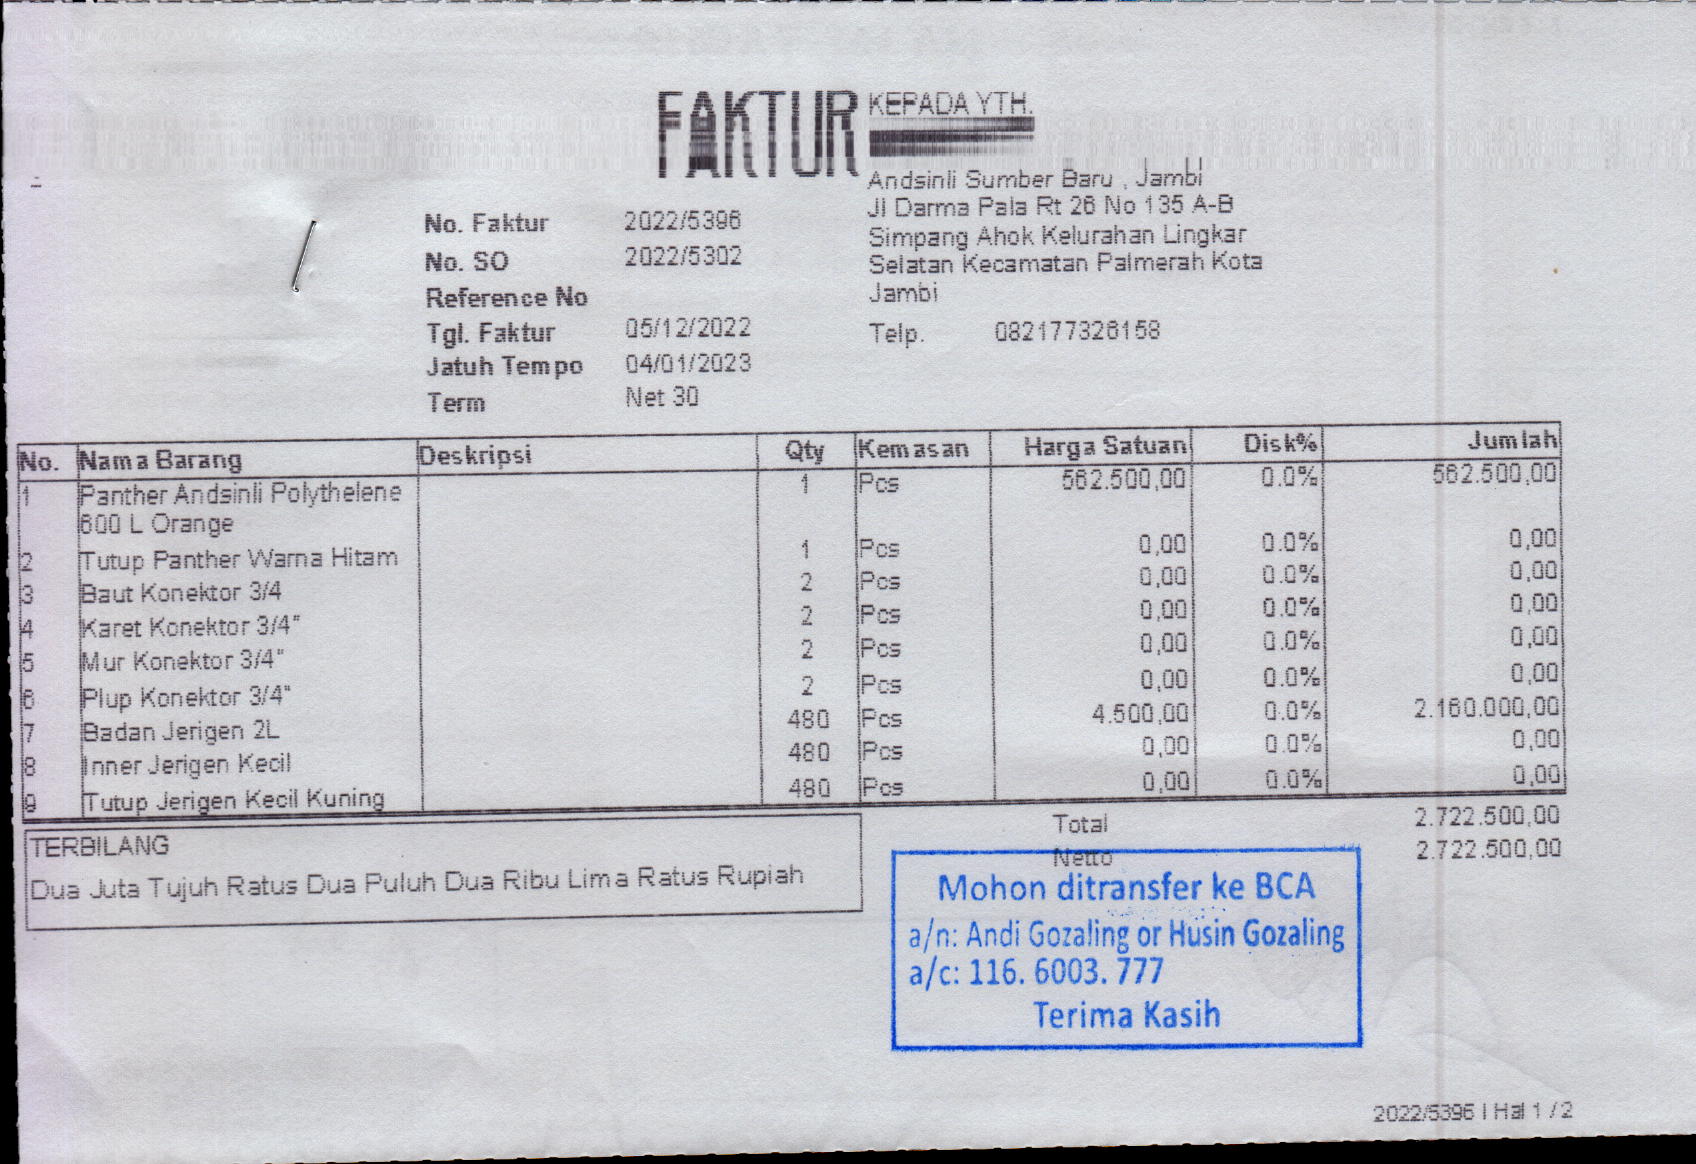 FAKTUR
KEPADA YTH.
Andsinli Sumber Baru , Jambi
Jl Darma Pala Rt 26 No 135 A-B
Simpang Ahok Kelurahan Lingkar
Selatan Kecamatan Palmerah Kota
Jambi
Telp. 082177326158
No. Faktur 2022/5396
No. SO 2022/5302
Reference No
Tgl. Faktur 05/12/2022
Jatuh Tempo 04/01/2023
Term Net 30
No. Nama Barang Deskripsi Qty Kemasan Harga Satuan Disk% Jumlah
1 Panther Andsinli Polythelene 1 Pcs 562.500,00 0.0% 562.500,00
600 L Orange
2 Tutup Panther Warna Hitam 1 Pcs 0,00 0.0% 0,00
3 Baut Konektor 3/4 2 Pcs 0,00 0.0% 0,00
4 Karet Konektor 3/4" 2 Pcs 0,00 0.0% 0,00
5 Mur Konektor 3/4" 2 Pcs 0,00 0.0% 0,00
6 Plup Konektor 3/4" 2 Pcs 0,00 0.0% 0,00
7 Badan Jerigen 2L 480 Pcs 4.500,00 0.0% 2.160.000,00
8 Inner Jerigen Kecil 480 Pcs 0,00 0.0% 0,00
9 Tutup Jerigen Kecil Kuning 480 Pcs 0,00 0.0% 0,00
Total 2.722.500,00
Netto 2.722.500,00
TERBILANG
Dua Juta Tujuh Ratus Dua Puluh Dua Ribu Lima Ratus Rupiah
Mohon ditransfer ke BCA
a/n: Andi Gozaling or Husin Gozaling
a/c: 116. 6003. 777
Terima Kasih
2022/5396 | Hal 1 / 2